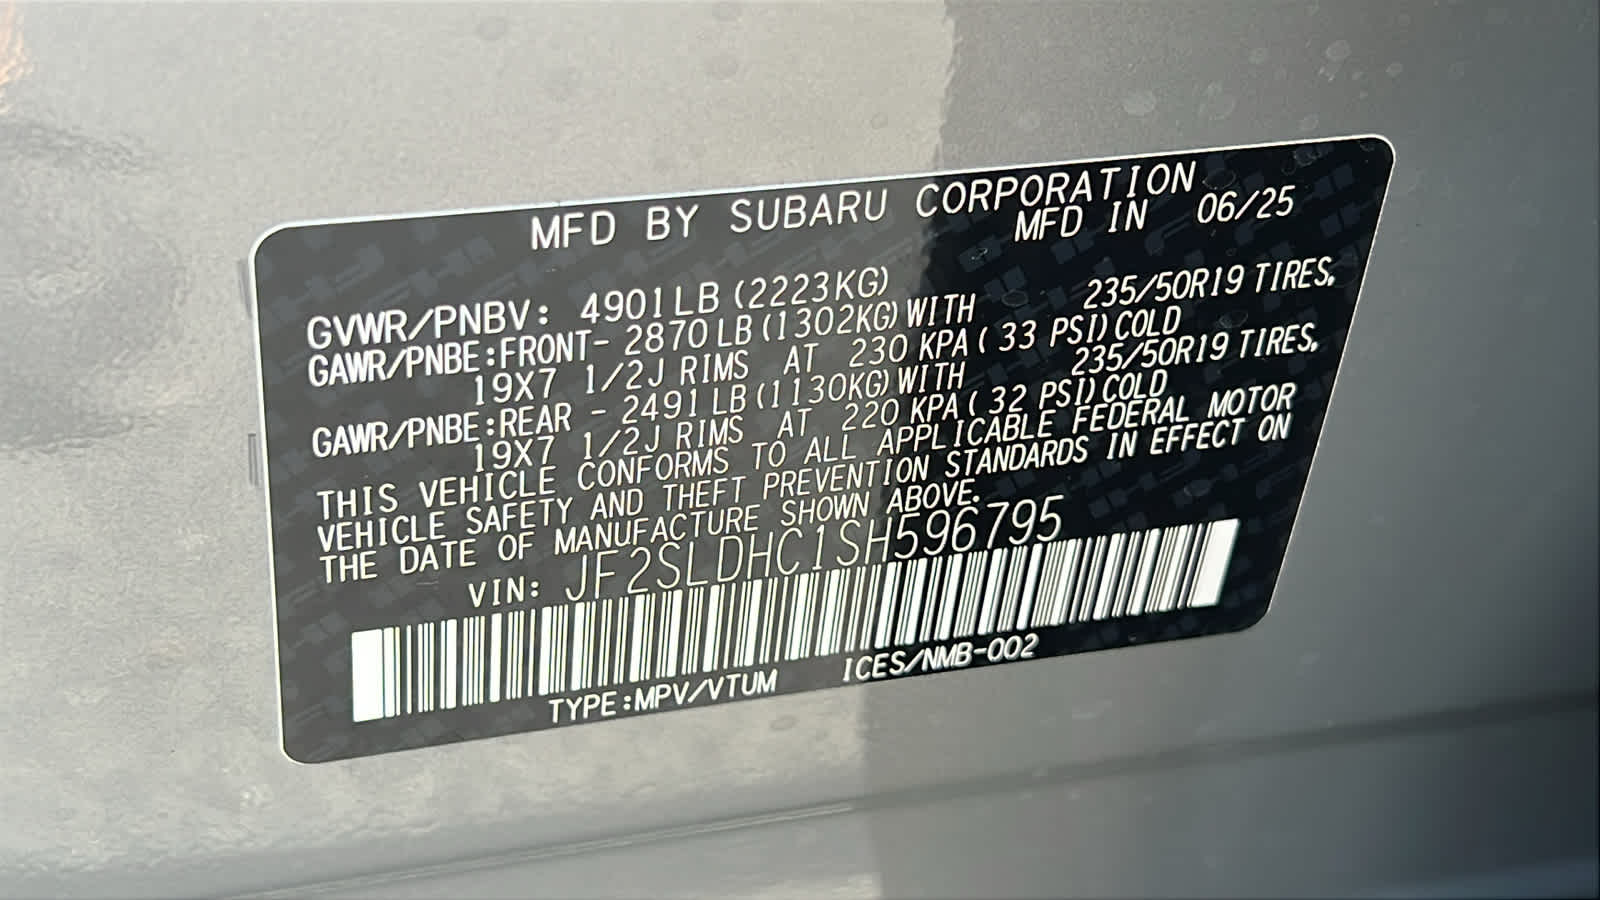 MFD BY SUBARU CORPORATION
MFD IN 06/25
GVWR/PNBV: 4901LB (2223KG)
GAWR/PNBE:FRONT- 2870 LB(1302KG)WITH 235/50R19 TIRES,
19X7 1/2J RIMS AT 230 KPA( 33 PSI)COLD
GAWR/PNBE:REAR - 2491LB(1130KG)WITH 235/50R19 TIRES,
19X7 1/2J RIMS AT 220 KPA( 32 PSI)COLD
THIS VEHICLE CONFORMS TO ALL APPLICABLE FEDERAL MOTOR
VEHICLE SAFETY AND THEFT PREVENTION STANDARDS IN EFFECT ON
THE DATE OF MANUFACTURE SHOWN ABOVE.
VIN: JF2SLDHC1SH596795
TYPE:MPV/VTUM ICES/NMB-002